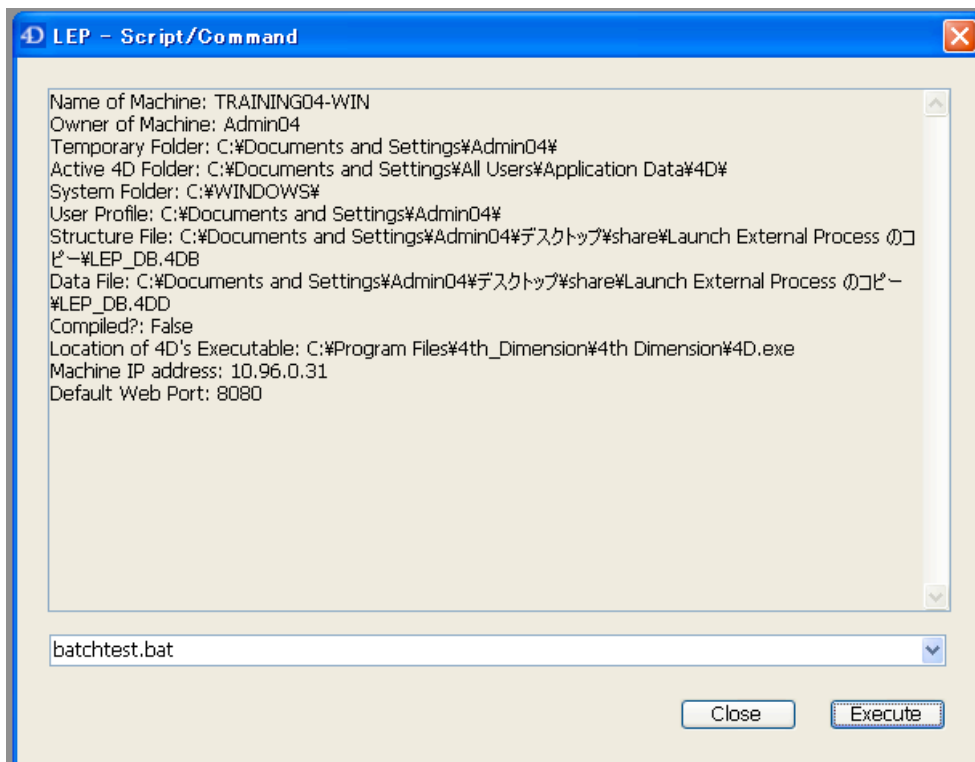 4D LEP - Script/Command
Name of Machine: TRAINING04-WIN
Owner of Machine: Admin04
Temporary Folder: C:¥Documents and Settings¥Admin04¥
Active 4D Folder: C:¥Documents and Settings¥All Users¥Application Data¥4D¥
System Folder: C:¥WINDOWS¥
User Profile: C:¥Documents and Settings¥Admin04¥
Structure File: C:¥Documents and Settings¥Admin04¥デスクトップ¥share¥Launch External Process のコ
ピー¥LEP_DB.4DB
Data File: C:¥Documents and Settings¥Admin04¥デスクトップ¥share¥Launch External Process のコピー
¥LEP_DB.4DD
Compiled?: False
Location of 4D's Executable: C:¥Program Files¥4th_Dimension¥4th Dimension¥4D.exe
Machine IP address: 10.96.0.31
Default Web Port: 8080
batchtest.bat
Close
Execute